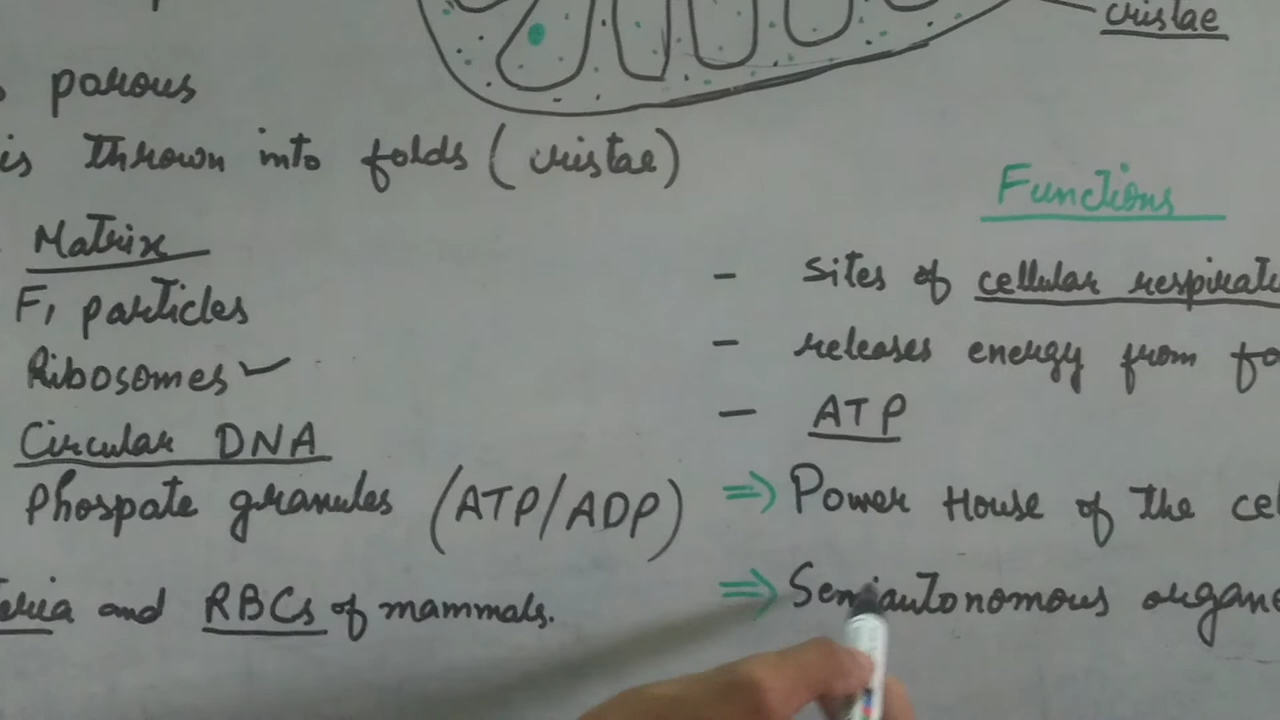 cristae
porous
is thrown into folds (cristae)
Matrix
F₁ particles
Ribosomes
Circular DNA
Phospate granules (ATP/ADP)
and RBCs of mammals.
Functions
- sites of cellular
- releases energy from
- ATP
⇒ Power House of the
⇒ Semiautonomous